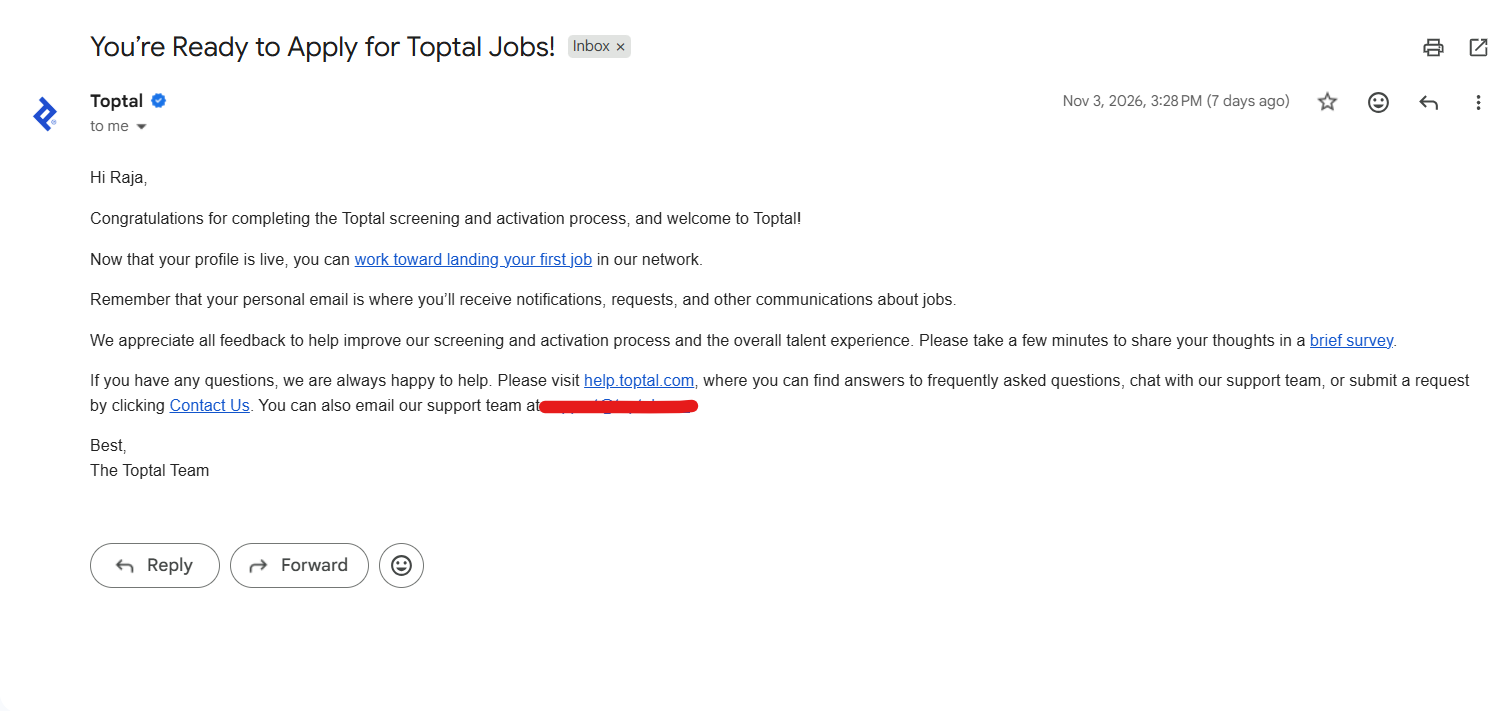 You're Ready to Apply for Toptal Jobs! Inbox ×
Toptal
Nov 3, 2026, 3:28 PM (7 days ago)
to me
Hi Raja,
Congratulations for completing the Toptal screening and activation process, and welcome to Toptal!
Now that your profile is live, you can work toward landing your first job in our network.
Remember that your personal email is where you'll receive notifications, requests, and other communications about jobs.
We appreciate all feedback to help improve our screening and activation process and the overall talent experience. Please take a few minutes to share your thoughts in a brief survey.
If you have any questions, we are always happy to help. Please visit help.toptal.com, where you can find answers to frequently asked questions, chat with our support team, or submit a request
by clicking Contact Us. You can also email our support team at
Best,
The Toptal Team
Reply
Forward